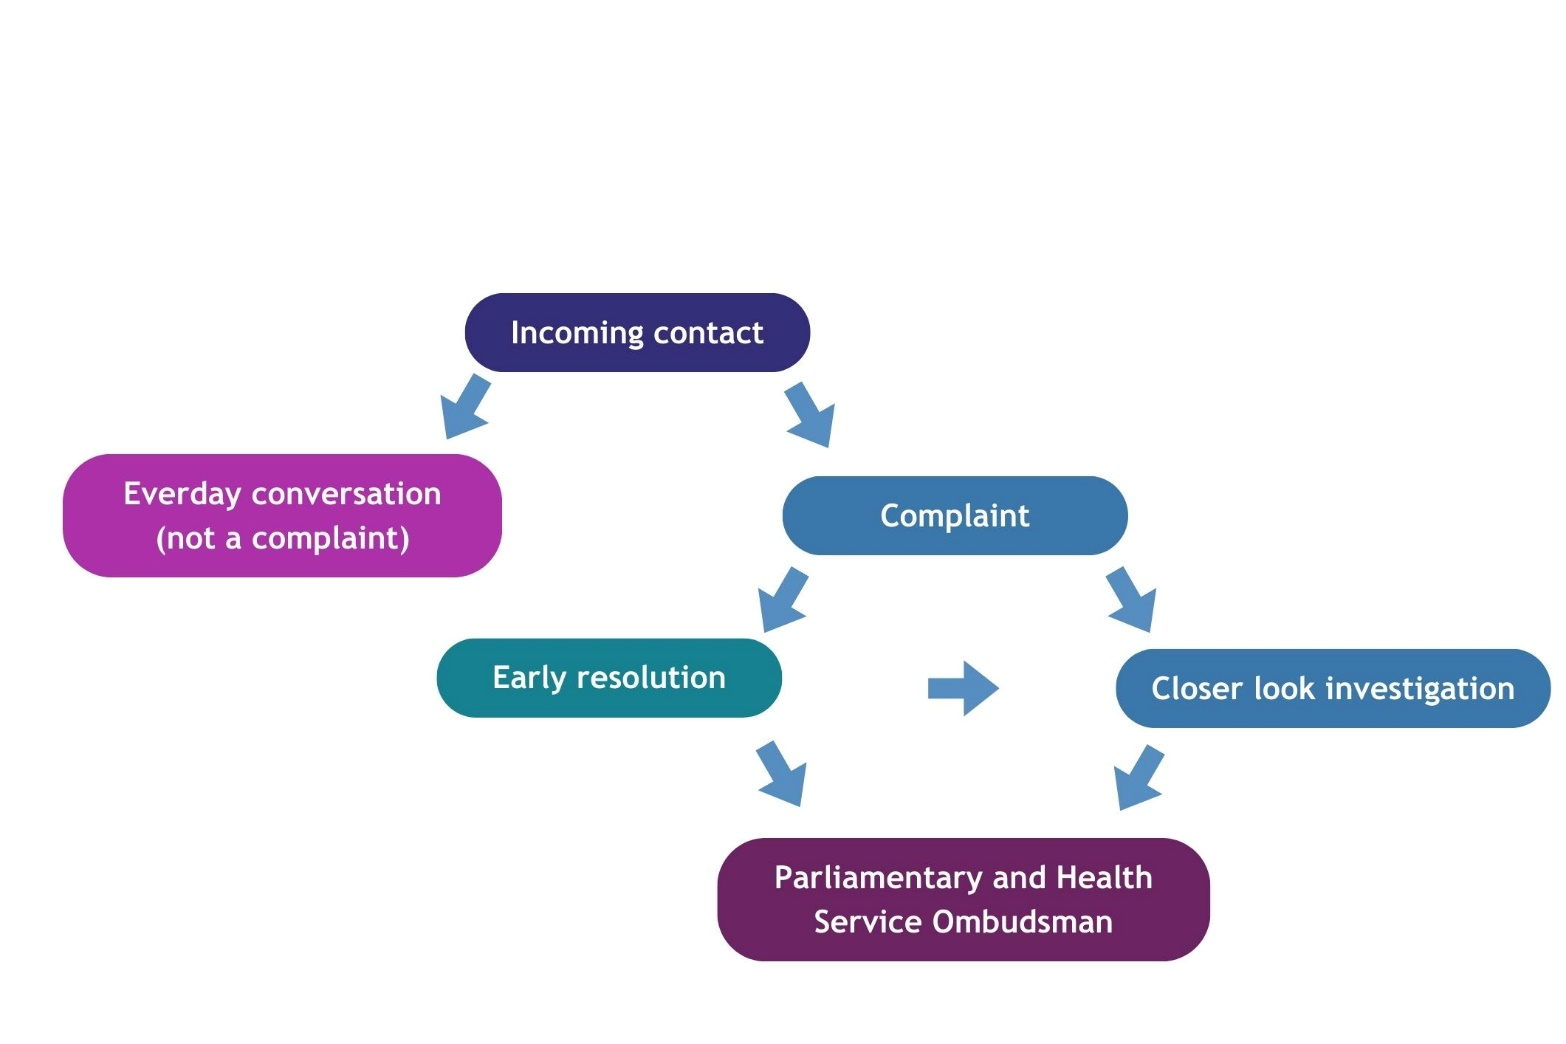 Incoming contact
Everday conversation
(not a complaint)
Complaint
Early resolution
Closer look investigation
Parliamentary and Health
Service Ombudsman